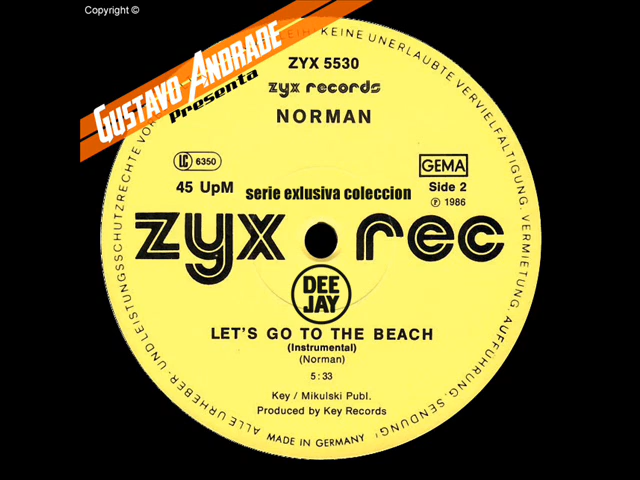 Copyright ©
GUSTAVO ANDRADE
Presenta
ZYX 5530
zyx records
NORMAN
LC 6350
GEMA
45 UpM
serie exlusiva coleccion
Side 2
Ⓟ 1986
zyx rec
DEE
JAY
LET'S GO TO THE BEACH
(Instrumental)
(Norman)
5:33
Key / Mikulski Publ.
Produced by Key Records
MADE IN GERMANY
ALLE URHEBER- UND LEISTUNGSSCHUTZRECHTE VOR
LEIH! KEINE UNERLAUBTE VERVIELFÄLTIGUNG, VERMIETUNG, AUFFÜHRUNG, SENDUNG!